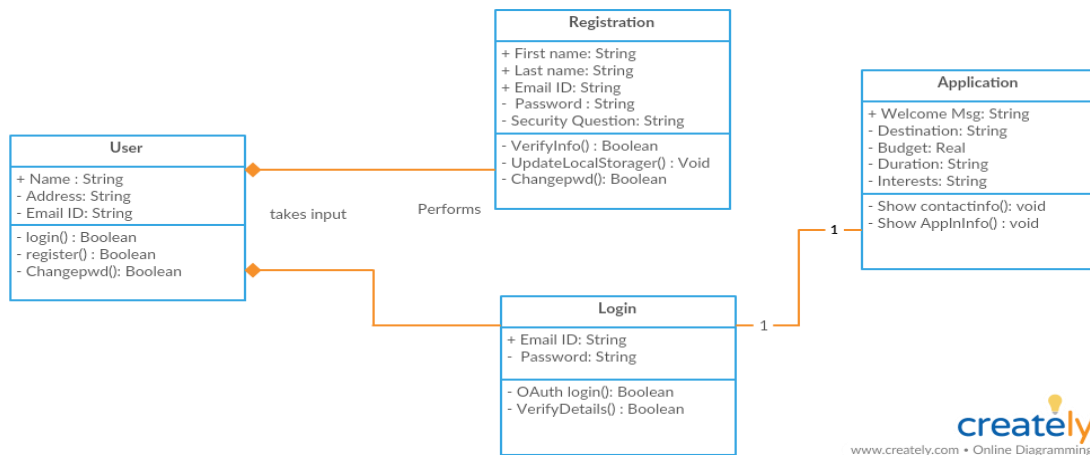 Registration
+ First name: String
+ Last name: String
+ Email ID: String
- Password : String
- Security Question: String
- VerifyInfo() : Boolean
- UpdateLocalStorager() : Void
- Changepwd(): Boolean
Application
+ Welcome Msg: String
- Destination: String
- Budget: Real
- Duration: String
- Interests: String
- Show contactinfo(): void
- Show ApplnInfo() : void
User
+ Name : String
- Address: String
- Email ID: String
- login() : Boolean
- register() : Boolean
- Changepwd(): Boolean
takes input
Performs
1
1
Login
+ Email ID: String
- Password: String
- OAuth login(): Boolean
- VerifyDetails() : Boolean
creately
www.creately.com • Online Diagramming